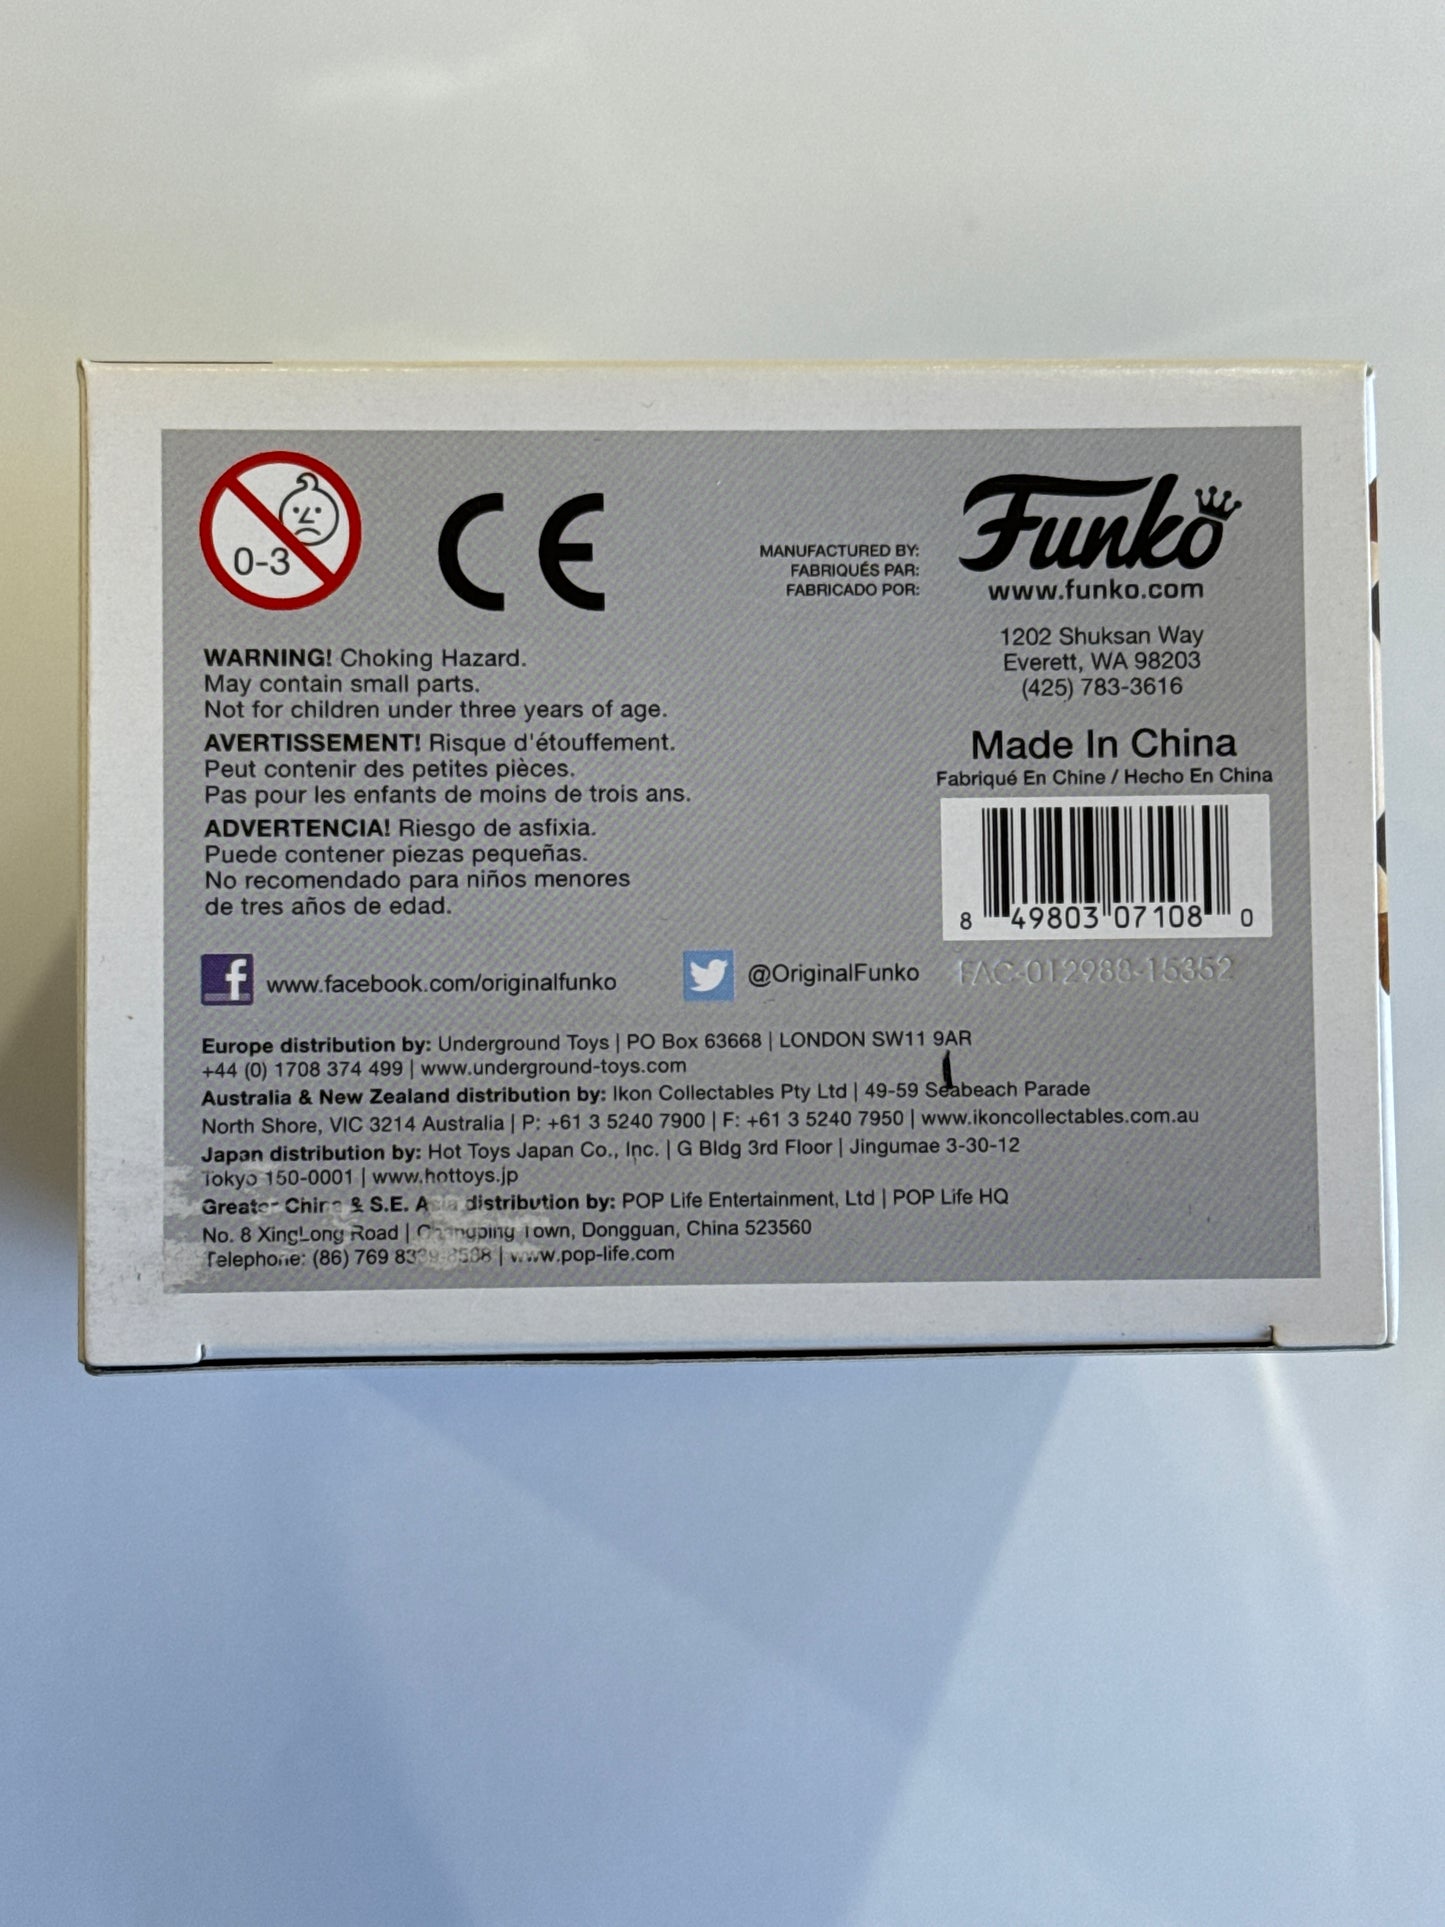 0-3
CE
MANUFACTURED BY:
FABRIQUÉS PAR:
FABRICADO POR:
Funko
www.funko.com
1202 Shuksan Way
Everett, WA 98203
(425) 783-3616
Made In China
Fabriqué En Chine / Hecho En China
8 49803 07108 0
FAC-012988-15352
WARNING! Choking Hazard.
May contain small parts.
Not for children under three years of age.
AVERTISSEMENT! Risque d'étouffement.
Peut contenir des petites pièces.
Pas pour les enfants de moins de trois ans.
ADVERTENCIA! Riesgo de asfixia.
Puede contener piezas pequeñas.
No recomendado para niños menores
de tres años de edad.
f www.facebook.com/originalfunko
@OriginalFunko
Europe distribution by: Underground Toys | PO Box 63668 | LONDON SW11 9AR
+44 (0) 1708 374 499 | www.underground-toys.com
Australia & New Zealand distribution by: Ikon Collectables Pty Ltd | 49-59 Seabeach Parade
North Shore, VIC 3214 Australia | P: +61 3 5240 7900 | F: +61 3 5240 7950 | www.ikoncollectables.com.au
Japan distribution by: Hot Toys Japan Co., Inc. | G Bldg 3rd Floor | Jingumae 3-30-12
Tokyo 150-0001 | www.hottoys.jp
Greater China & S.E. Asia distribution by: POP Life Entertainment, Ltd | POP Life HQ
No. 8 XingLong Road | Changping Town, Dongguan, China 523560
Telephone: (86) 769 | www.pop-life.com